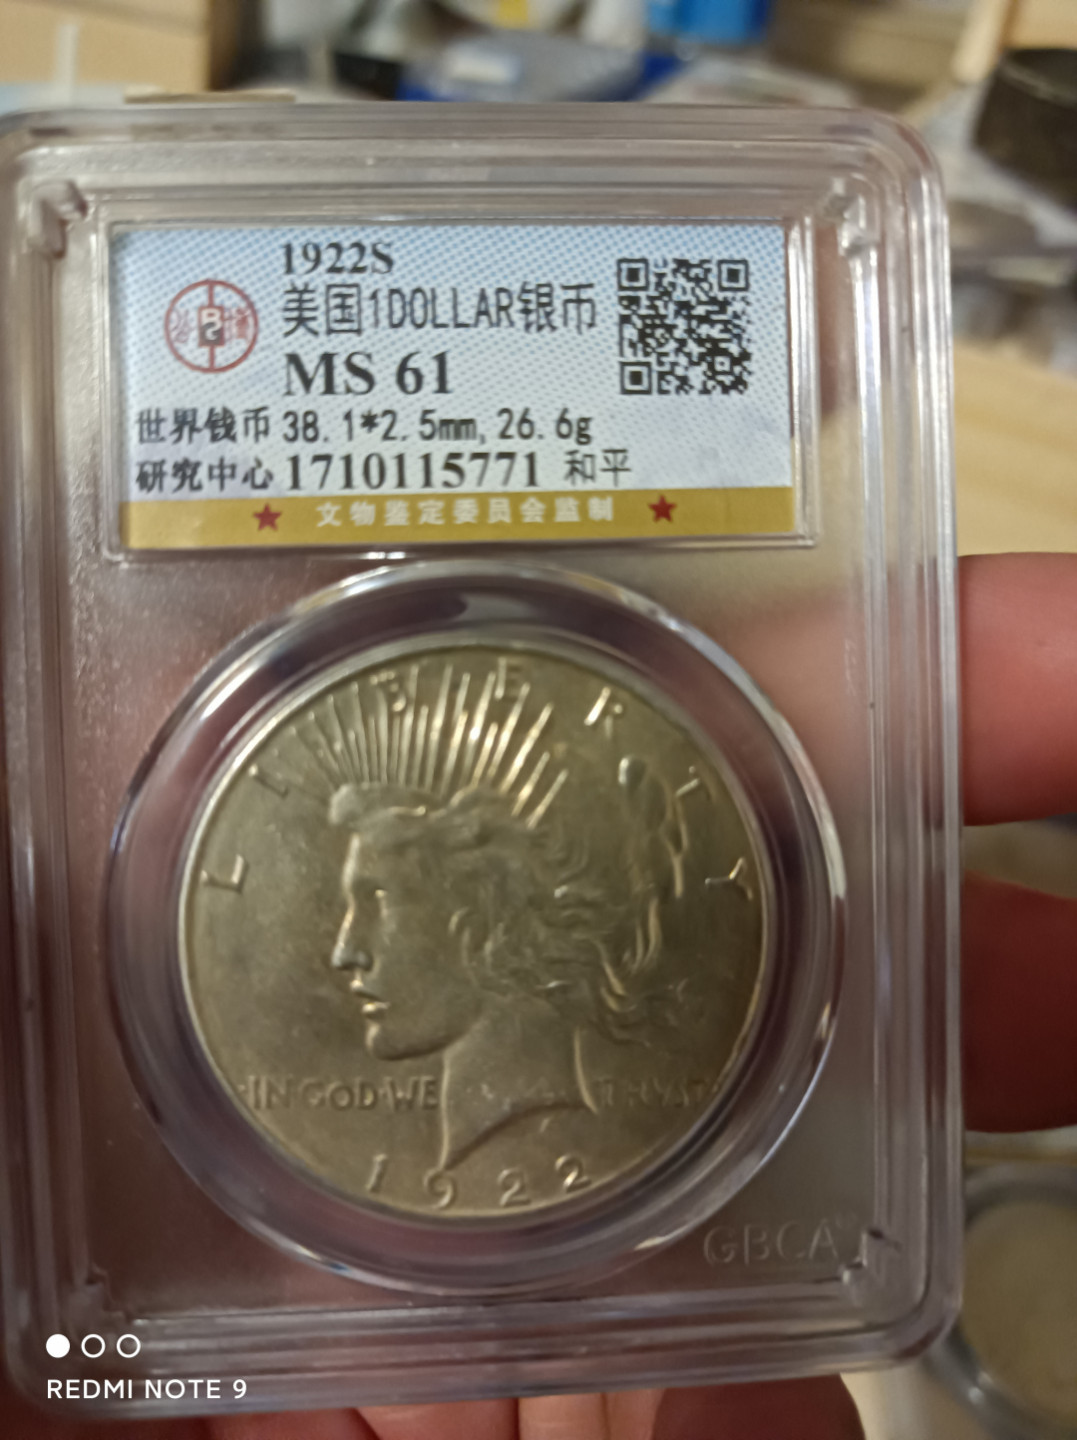 1922S
美国1DOLLAR银币
MS 61
世界钱币 38.1*2.5mm,26.6g
研究中心 1710115771 和平
文物鉴定委员会监制
LIBERTY
IN GOD WE TRVST
1922
GBCA
REDMI NOTE 9